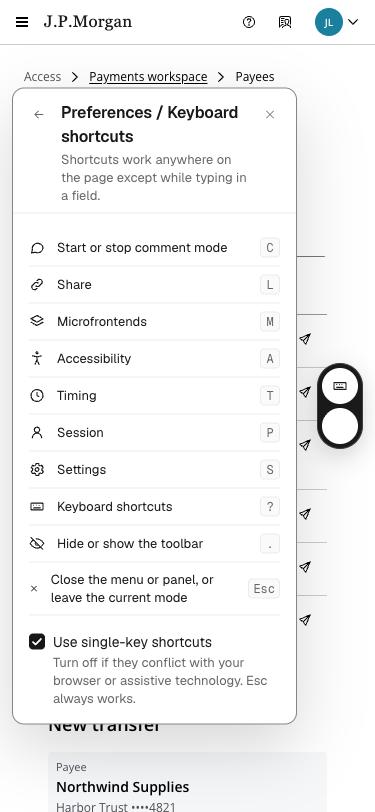 J.P.Morgan
JL
Access
Payments workspace
Payees
Preferences / Keyboard
shortcuts
Shortcuts work anywhere on
the page except while typing in
a field.
Start or stop comment mode C
Share L
Microfrontends M
Accessibility A
Timing T
Session P
Settings S
Keyboard shortcuts ?
Hide or show the toolbar .
Close the menu or panel, or
leave the current mode Esc
Use single-key shortcuts
Turn off if they conflict with your
browser or assistive technology. Esc
always works.
New transfer
Payee
Northwind Supplies
Harbor Trust ••••4821